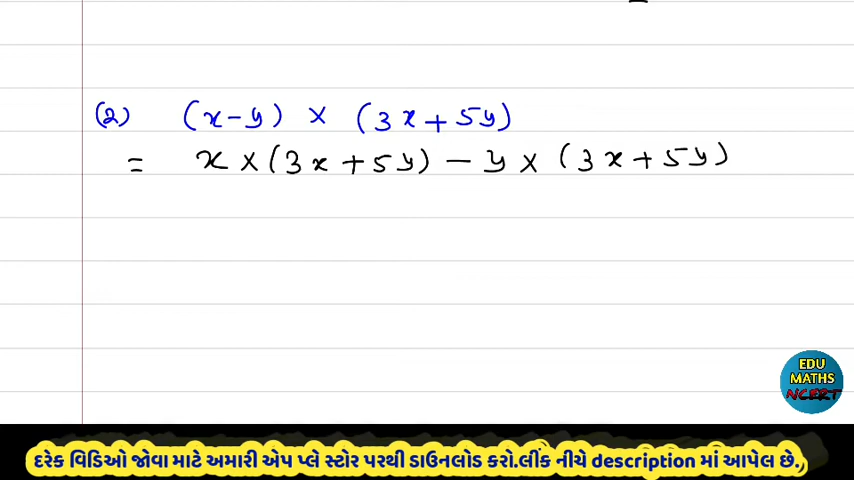 (2) (x-y) × (3x+5y)
= x × (3x+5y) - y × (3x+5y)
EDU
MATHS
NCERT
દરેક વિડિઓ જોવા માટે અમારી એપ પ્લે સ્ટોર પરથી ડાઉનલોડ કરો.લીંક નીચે description માં આપેલ છે.,